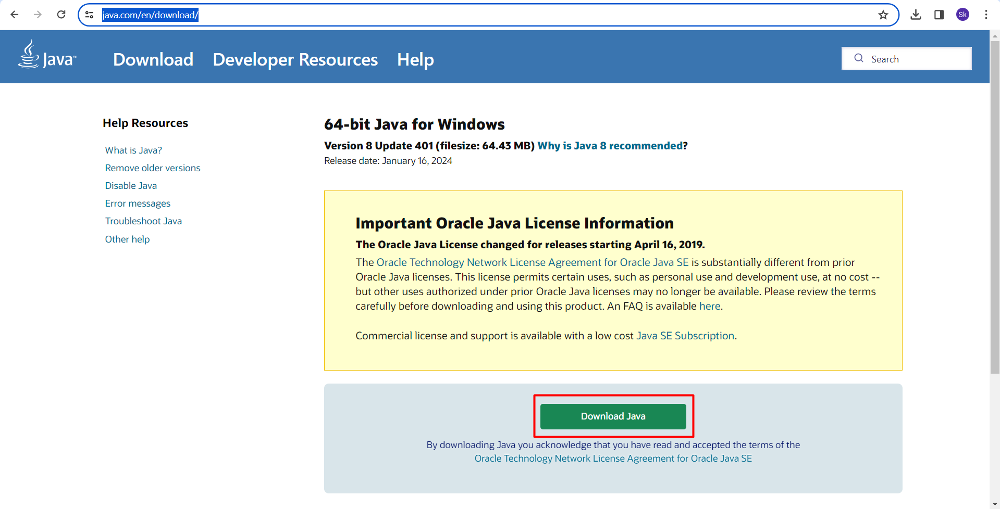 java.com/en/download/
Sk
Java™
Download Developer Resources Help
Search
Help Resources
What is Java?
Remove older versions
Disable Java
Error messages
Troubleshoot Java
Other help
64-bit Java for Windows
Version 8 Update 401 (filesize: 64.43 MB) Why is Java 8 recommended?
Release date: January 16, 2024
Important Oracle Java License Information
The Oracle Java License changed for releases starting April 16, 2019.
The Oracle Technology Network License Agreement for Oracle Java SE is substantially different from prior
Oracle Java licenses. This license permits certain uses, such as personal use and development use, at no cost --
but other uses authorized under prior Oracle Java licenses may no longer be available. Please review the terms
carefully before downloading and using this product. An FAQ is available here.
Commercial license and support is available with a low cost Java SE Subscription.
Download Java
By downloading Java you acknowledge that you have read and accepted the terms of the
Oracle Technology Network License Agreement for Oracle Java SE